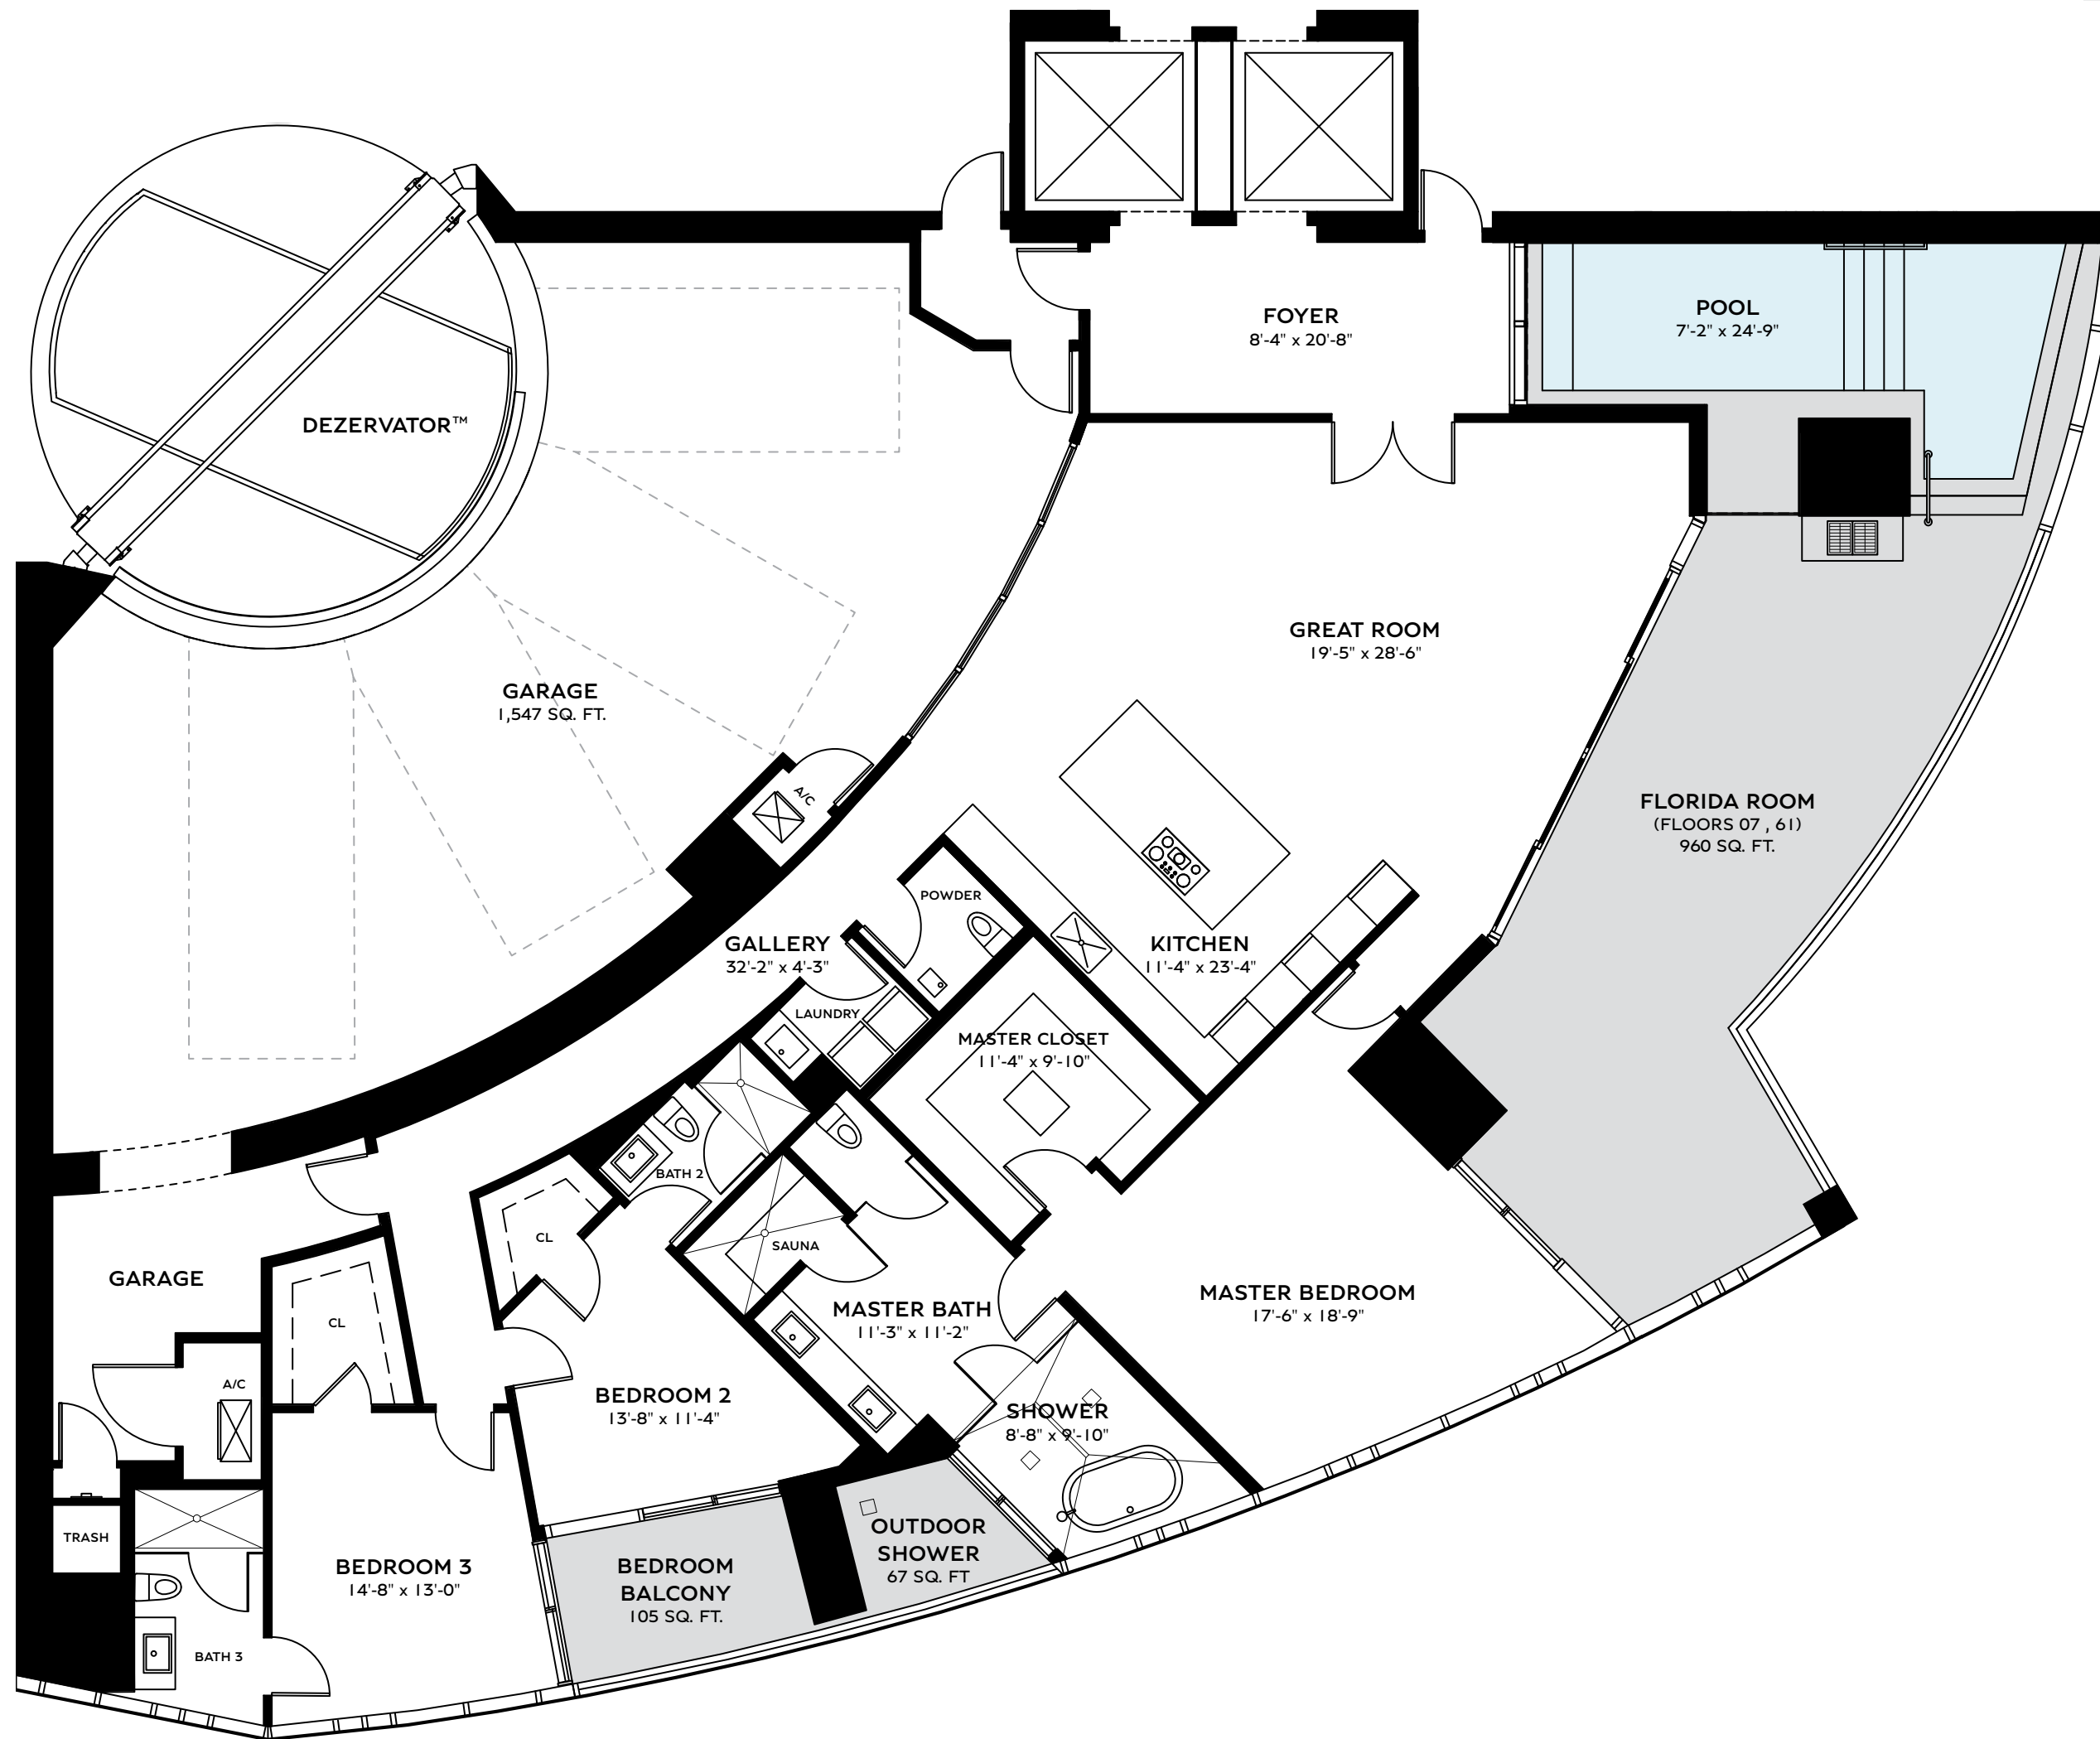 FOYER
8'-4" x 20'-8"
POOL
7'-2" x 24'-9"
DEZERVATOR™
GREAT ROOM
19'-5" x 28'-6"
GARAGE
1,547 SQ. FT.
A/C
FLORIDA ROOM
(FLOORS 07 , 61)
960 SQ. FT.
POWDER
GALLERY
32'-2" x 4'-3"
KITCHEN
11'-4" x 23'-4"
LAUNDRY
MASTER CLOSET
11'-4" x 9'-10"
BATH 2
CL
SAUNA
GARAGE
CL
MASTER BATH
11'-3" x 11'-2"
MASTER BEDROOM
17'-6" x 18'-9"
A/C
BEDROOM 2
13'-8" x 11'-4"
SHOWER
8'-8" x 9'-10"
TRASH
BEDROOM 3
14'-8" x 13'-0"
BEDROOM
BALCONY
105 SQ. FT.
OUTDOOR
SHOWER
67 SQ. FT
BATH 3